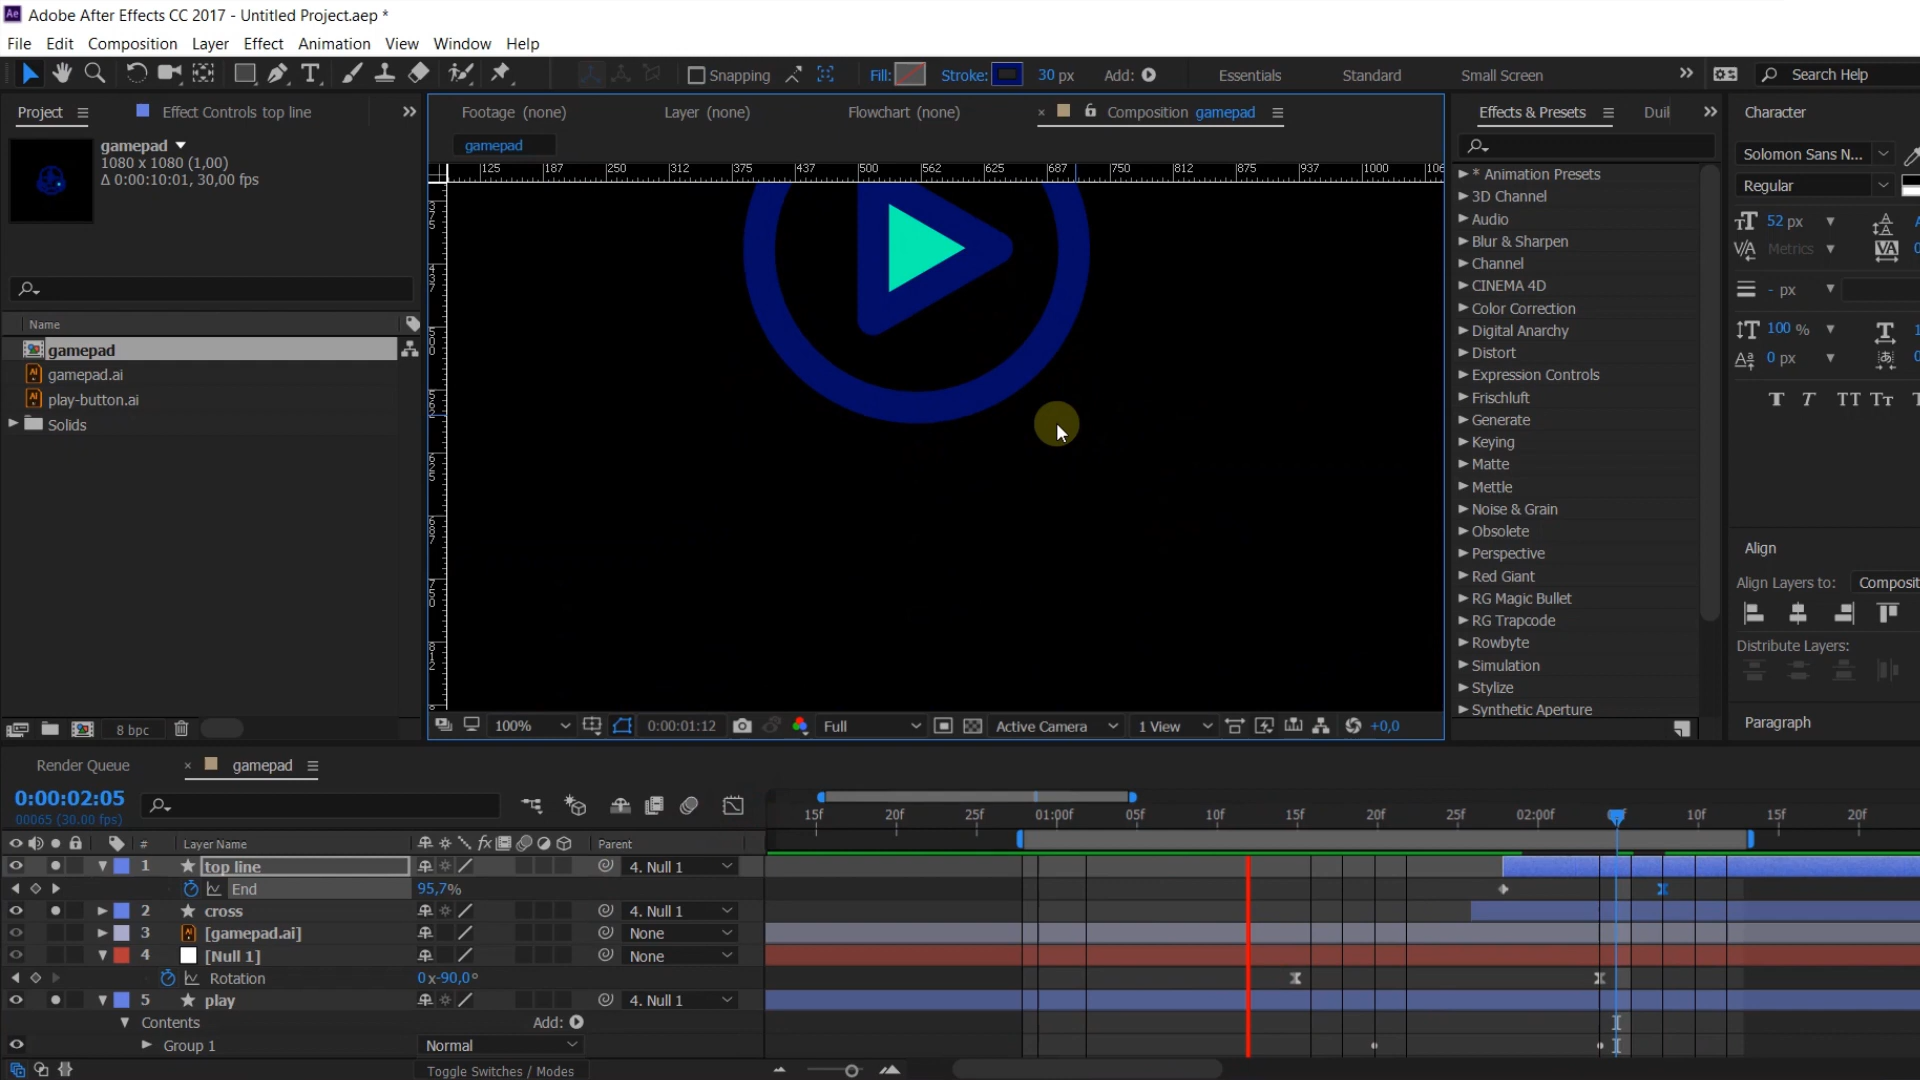 Adobe After Effects CC 2017 - Untitled Project.aep *
File Edit Composition Layer Effect Animation View Window Help
Snapping Fill: Stroke: 30 px Add: Essentials Standard Small Screen Search Help
Project Effect Controls top line
gamepad
1080 x 1080 (1,00)
Δ 0:00:10:01, 30,00 fps
Name
gamepad
gamepad.ai
play-button.ai
Solids
8 bpc
Footage (none) Layer (none) Flowchart (none) Composition gamepad
gamepad
125 187 250 312 375 437 500 562 625 687 750 812 875 937 1000 106
375
437
500
562
625
687
750
812
100% 0:00:01:12 Full Active Camera 1 View +0,0
Effects & Presets Duil
* Animation Presets
3D Channel
Audio
Blur & Sharpen
Channel
CINEMA 4D
Color Correction
Digital Anarchy
Distort
Expression Controls
Frischluft
Generate
Keying
Matte
Mettle
Noise & Grain
Obsolete
Perspective
Red Giant
RG Magic Bullet
RG Trapcode
Rowbyte
Simulation
Stylize
Synthetic Aperture
Character
Solomon Sans N...
Regular
52 px
Metrics
- px
100 %
0 px
T T TT Tт
Align
Align Layers to: Composit
Distribute Layers:
Paragraph
Render Queue gamepad
0:00:02:05
00065 (30.00 fps)
15f 20f 25f 01:00f 05f 10f 15f 20f 25f 02:00f 10f 15f 20f
# Layer Name Parent
1 top line 4. Null 1
End 95,7%
2 cross 4. Null 1
3 [gamepad.ai] None
4 [Null 1] None
Rotation 0x-90,0°
5 play 4. Null 1
Contents Add:
Group 1 Normal
Toggle Switches / Modes